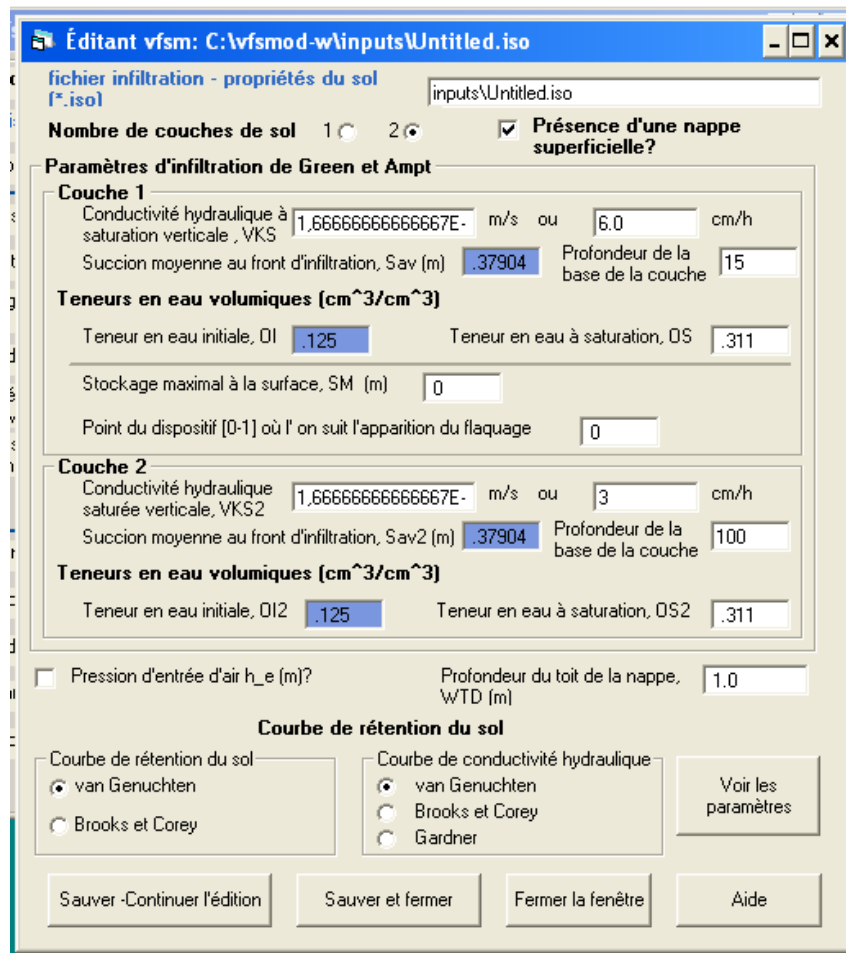 Éditant vfsm: C:\vfsmod-w\inputs\Untitled.iso
fichier infiltration - propriétés du sol
(*.iso)
inputs\Untitled.iso
Nombre de couches de sol 1 2
Présence d'une nappe
superficielle?
Paramètres d'infiltration de Green et Ampt
Couche 1
Conductivité hydraulique à
saturation verticale , VKS
1,66666666666667E- m/s ou 6.0 cm/h
Succion moyenne au front d'infiltration, Sav (m) .37904
Profondeur de la
base de la couche
15
Teneurs en eau volumiques (cm^3/cm^3)
Teneur en eau initiale, OI .125 Teneur en eau à saturation, OS .311
Stockage maximal à la surface, SM (m) 0
Point du dispositif [0-1] où l' on suit l'apparition du flaquage 0
Couche 2
Conductivité hydraulique
saturée verticale, VKS2
1,66666666666667E- m/s ou 3 cm/h
Succion moyenne au front d'infiltration, Sav2 (m) .37904
Profondeur de la
base de la couche
100
Teneurs en eau volumiques (cm^3/cm^3)
Teneur en eau initiale, OI2 .125 Teneur en eau à saturation, OS2 .311
Pression d'entrée d'air h_e (m)?
Profondeur du toit de la nappe,
WTD (m)
1.0
Courbe de rétention du sol
Courbe de rétention du sol
van Genuchten
Brooks et Corey
Courbe de conductivité hydraulique
van Genuchten
Brooks et Corey
Gardner
Voir les
paramètres
Sauver -Continuer l'édition
Sauver et fermer
Fermer la fenêtre
Aide